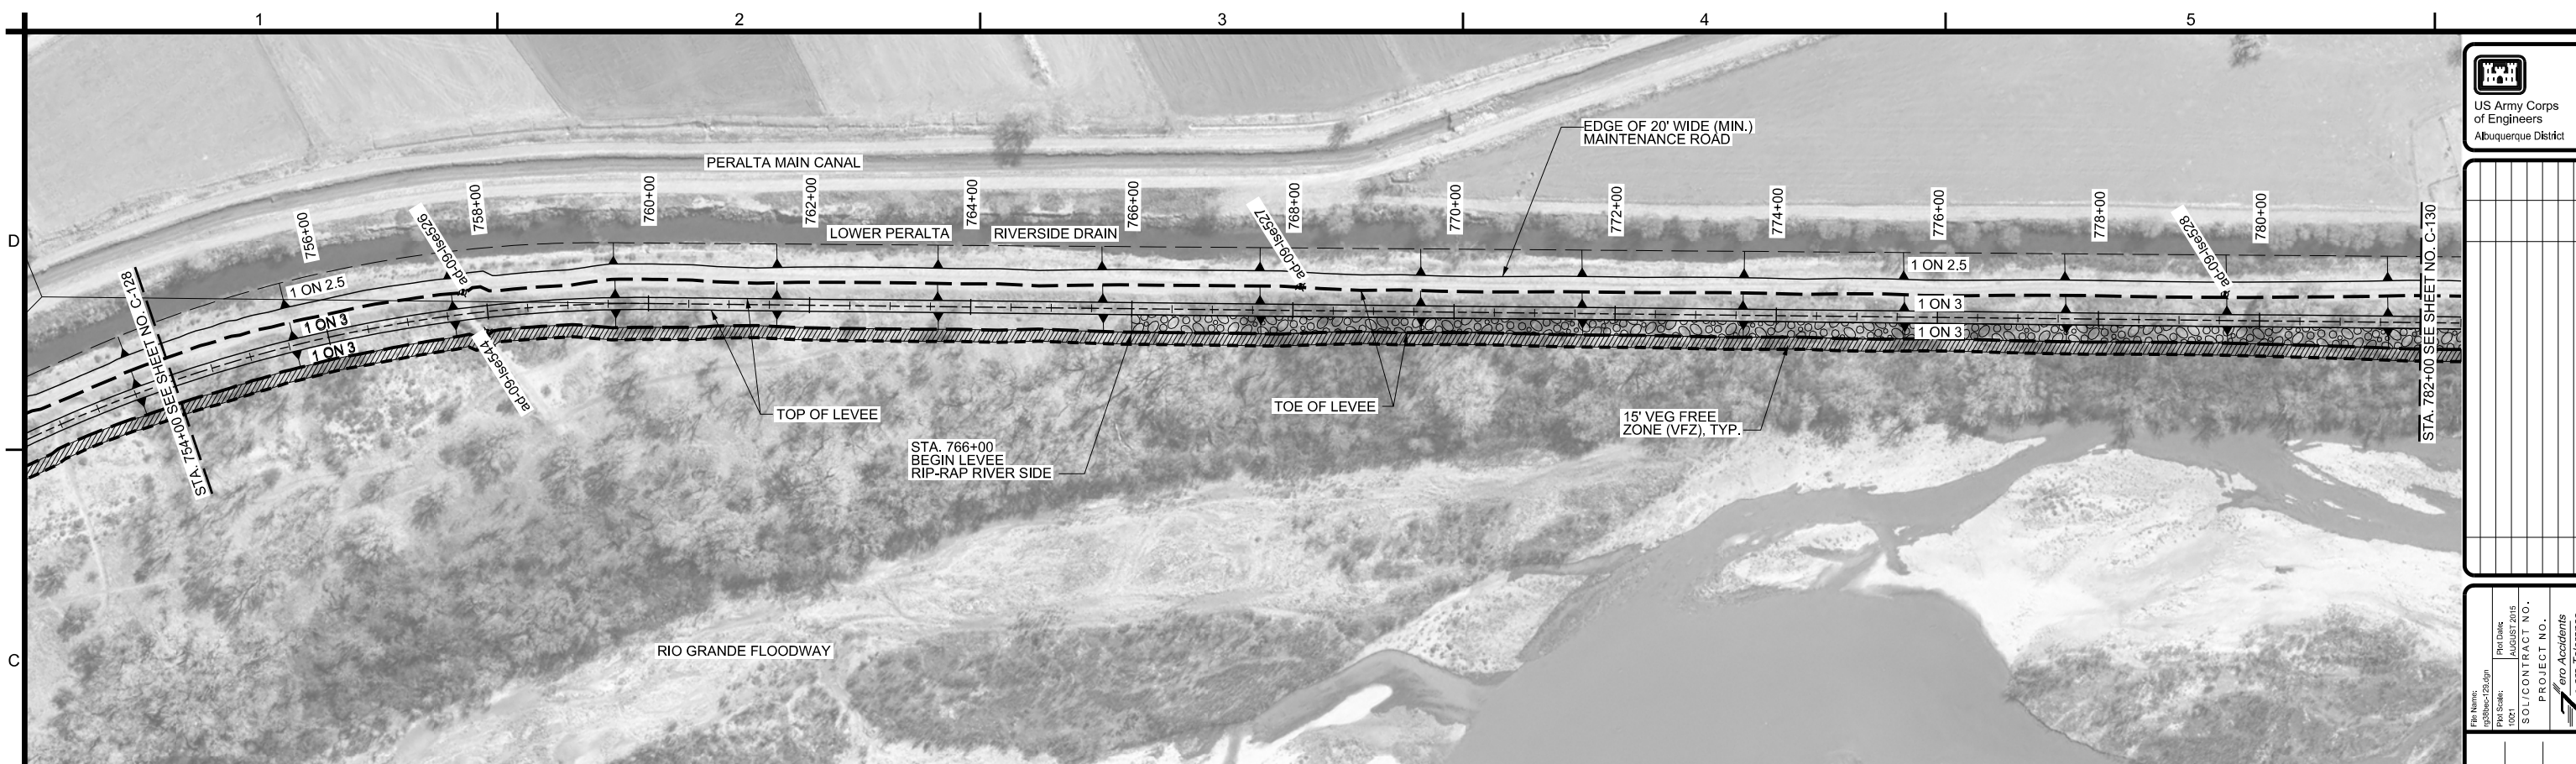 1
2
3
4
5
D
C
PERALTA MAIN CANAL
EDGE OF 20' WIDE (MIN.)
MAINTENANCE ROAD
756+00
758+00
760+00
762+00
764+00
766+00
768+00
770+00
772+00
774+00
776+00
778+00
780+00
ad-09-lse526
ad-09-lse527
ad-09-lse528
ad-09-lse544
LOWER PERALTA
RIVERSIDE DRAIN
1 ON 2.5
1 ON 3
1 ON 3
1 ON 2.5
1 ON 3
1 ON 3
STA. 754+00 SEE SHEET NO. C-128
STA. 782+00 SEE SHEET NO. C-130
TOP OF LEVEE
TOE OF LEVEE
15' VEG FREE
ZONE (VFZ), TYP.
STA. 766+00
BEGIN LEVEE
RIP-RAP RIVER SIDE
RIO GRANDE FLOODWAY
US Army Corps
of Engineers
Albuquerque District
File Name:
rg38bec-129.dgn
Plot Scale:
100:1
Plot Date:
AUGUST 2015
SOL/CONTRACT NO.
PROJECT NO.
Zero Accidents